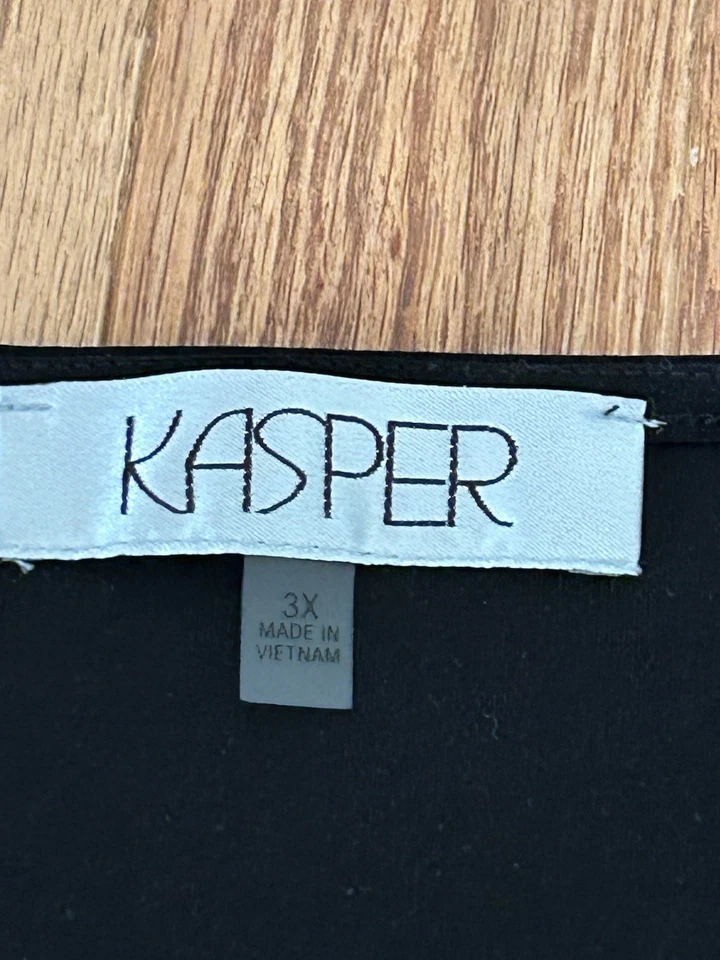 KASPER
3X
MADE IN
VIETNAM